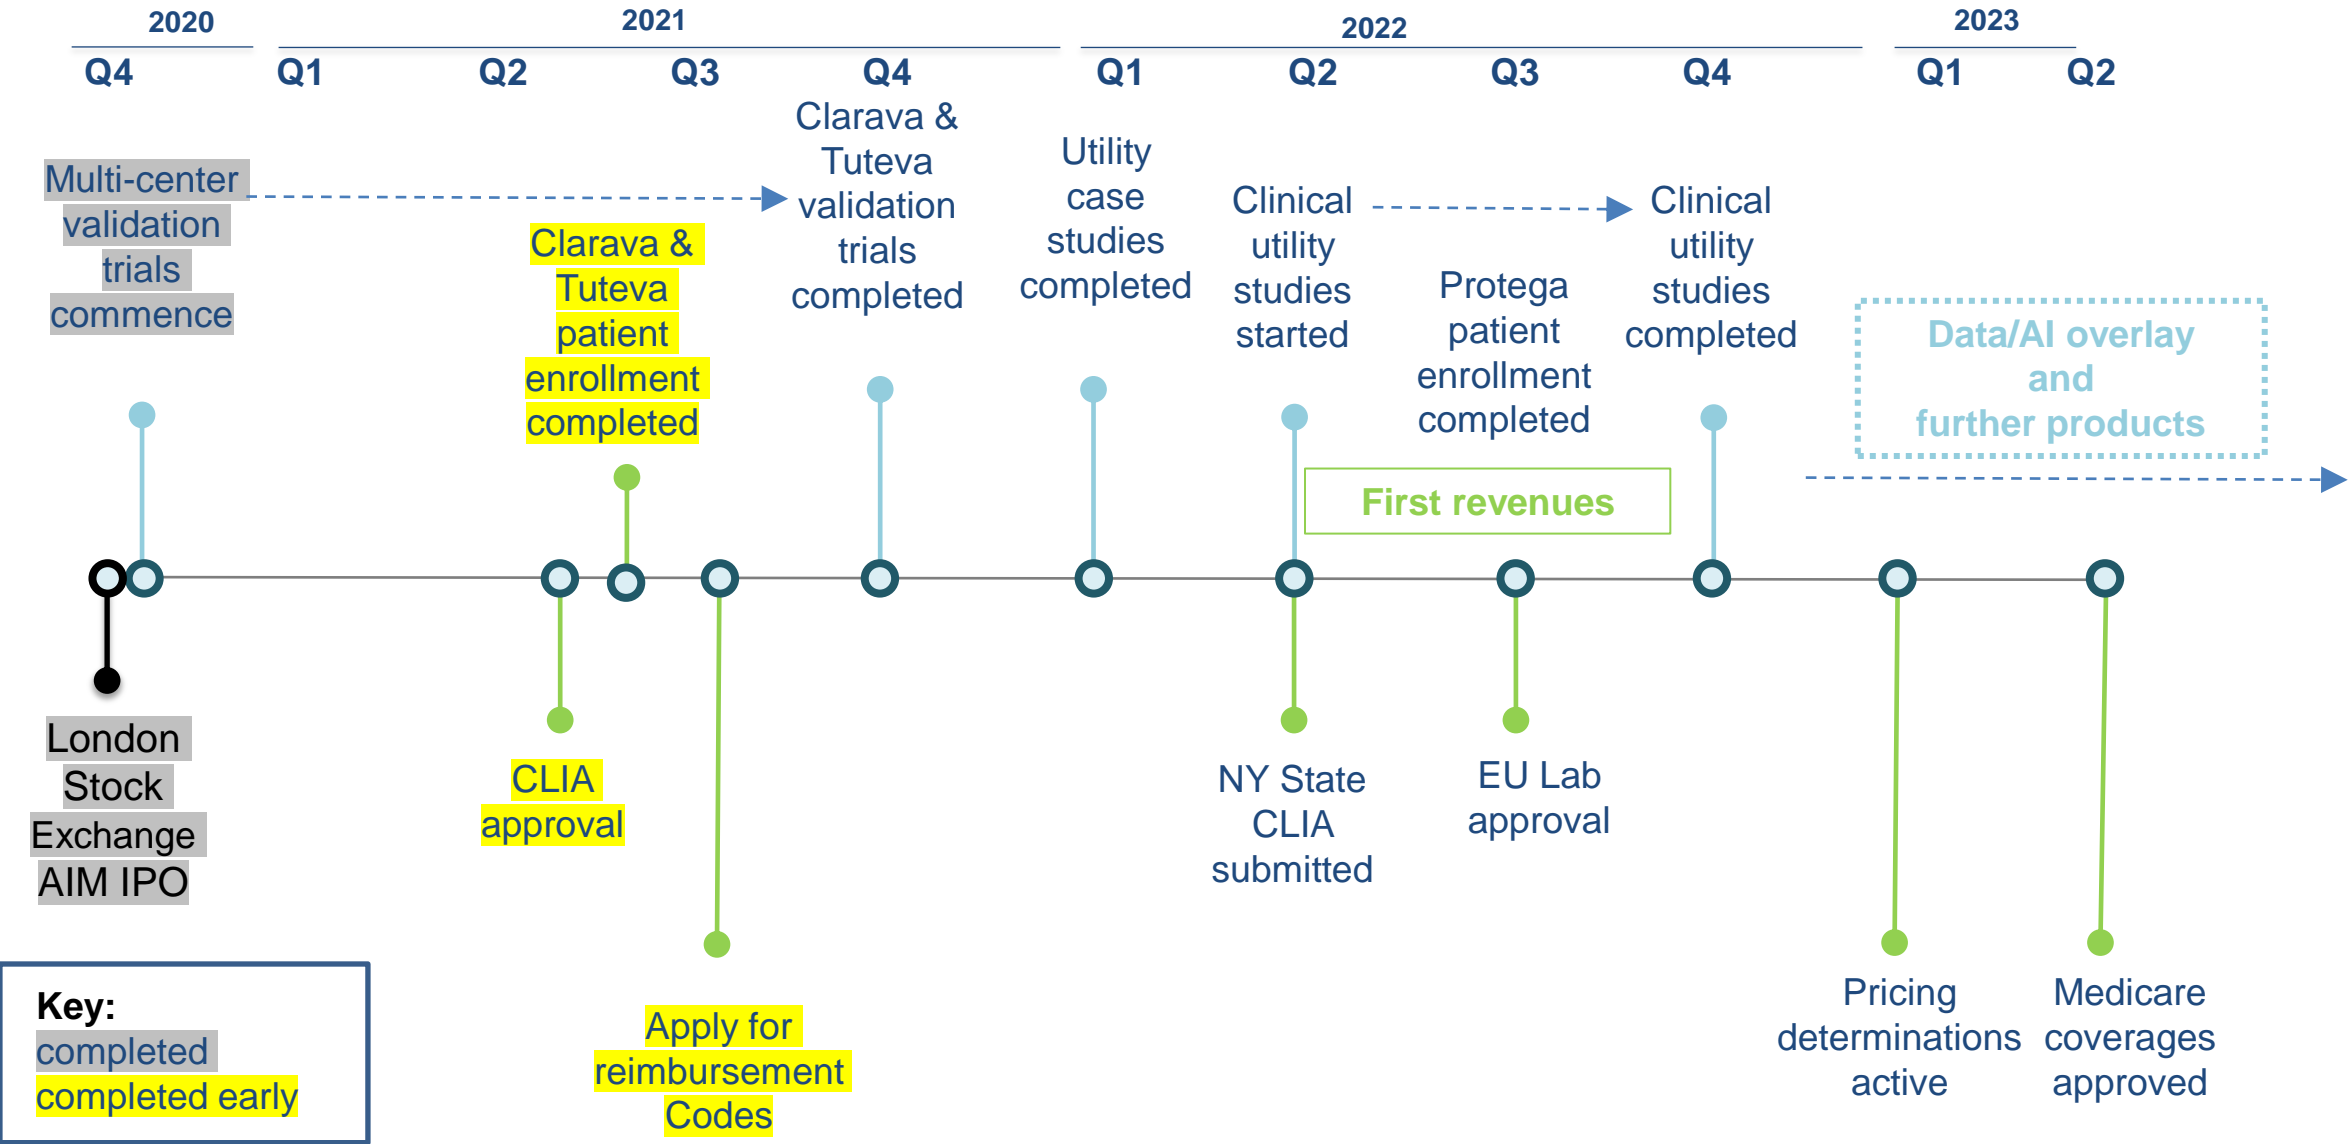 2020
2021
2022
2023
Q4
Q1
Q2
Q3
Q4
Q1
Q2
Q3
Q4
Q1
Q2
Multi-center
validation
trials
commence
Clarava &
Tuteva
patient
enrollment
completed
Clarava &
Tuteva
validation
trials
completed
Utility
case
studies
completed
Clinical
utility
studies
started
Protega
patient
enrollment
completed
Clinical
utility
studies
completed
Data/AI overlay
and
further products
First revenues
London
Stock
Exchange
AIM IPO
CLIA
approval
Apply for
reimbursement
Codes
NY State
CLIA
submitted
EU Lab
approval
Pricing
determinations
active
Medicare
coverages
approved
Key:
completed
completed early